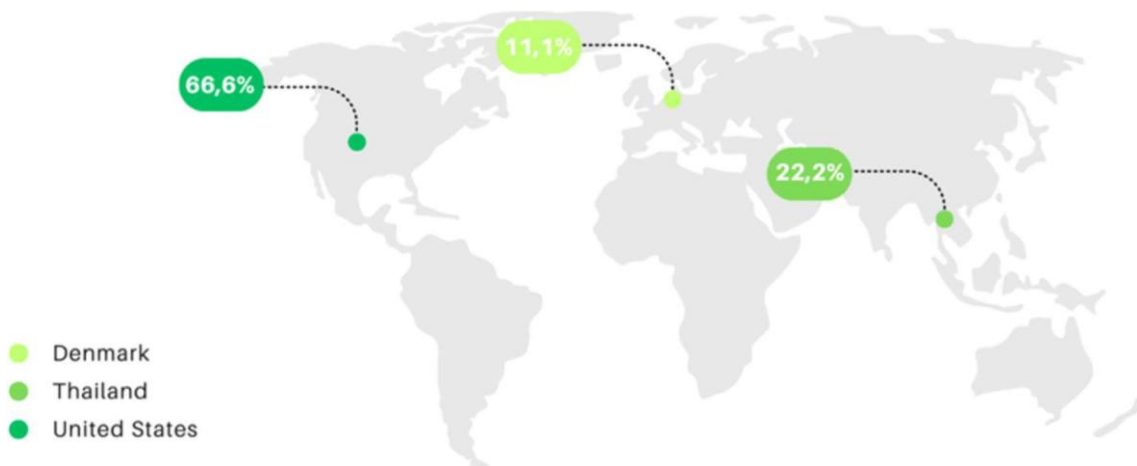 11,1%
66,6%
22,2%
Denmark
Thailand
United States